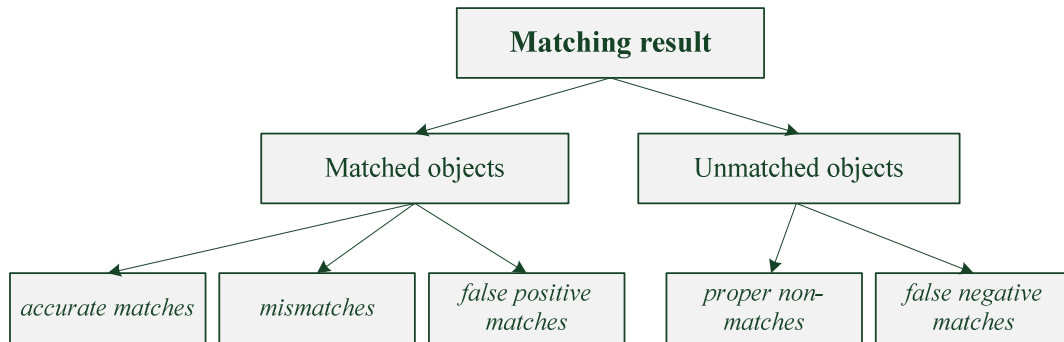 Matching result
Matched objects
Unmatched objects
accurate matches
mismatches
false positive
matches
proper non-
matches
false negative
matches